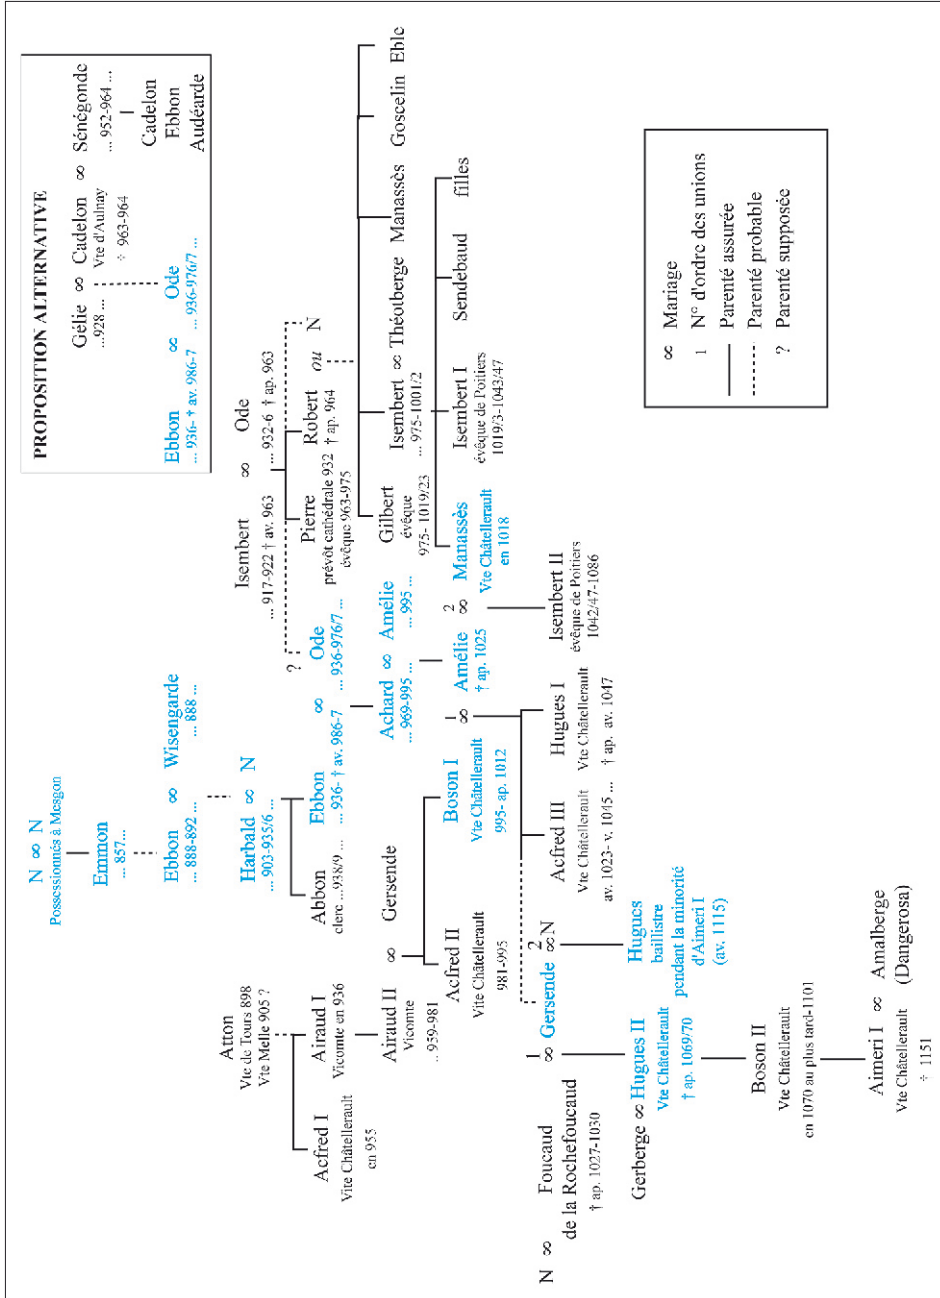 N ∞ N
Possessionnés à Mesgon
Emmon
... 857...
Ebbon ∞ Wisengarde
... 888-892 ... ... 888 ...
Harbald ∞ N
... 903-935/6 ...
Abbon
clerc ...938/9 ...
Ebbon ∞ Ode
... 936- † av. 986-7 ... 936-976/7 ...
?
Achard ∞ Amélie
... 969-995 ... ... 995 ...
Isembert ∞ Ode
... 917-922 † av. 963 ... 932-6 † ap. 963
Pierre
prévôt cathédrale 932
évêque 963-975
Robert
† ap. 964
ou
N
Gilbert
évêque
975- 1019/23
Isembert ∞ Théotberge
... 975-1001/2
Manassès
Goscelin
Eble
Atton
Vte de Tours 898
Vte Melle 905 ?
Acfred I
Vite Châtellerault
en 955
Airaud I
Vicomte en 936
Airaud II
Vicomte
.. 959-981
∞ Gersende
Acfred II
Vite Châtellerault
981-995
Boson I
Vte Châtellerault
995- ap. 1012
1
∞
Amélie
† ap. 1025
2
∞
Manassès
Vte Châtellerault
en 1018
Isembert I
évêque de Poitiers
1019/3-1043/47
Sendebaud
filles
N ∞ Foucaud
de la Rochefoucaud
† ap. 1027-1030
1
∞
Gersende
2
∞N
Acfred III
Vte Châtellerault
av. 1023- v. 1045 ...
Hugues I
Vte Châtellerault
† ap. av. 1047
Isembert II
évêque de Poitiers
1042/47-1086
Gerberge ∞ Hugues II
Vte Châtellerault
† ap. 1069/70
Hugues
baillistre
pendant la minorité
d'Aimeri I
(av. 1115)
Boson II
Vte Châtellerault
en 1070 au plus tard-1101
Aimeri I ∞ Amalberge
Vte Châtellerault (Dangerosa)
† 1151
PROPOSITION ALTERNATIVE
Gélie ∞ Cadelon ∞ Sénégonde
...928 ... Vte d'Aulnay ... 952-964 ...
† 963-964
Cadelon
Ebbon
Audéarde
Ebbon ∞ Ode
... 936- † av. 986-7 ... 936-976/7 ...
∞ Mariage
1 N° d'ordre des unions
Parenté assurée
Parenté probable
? Parenté supposée